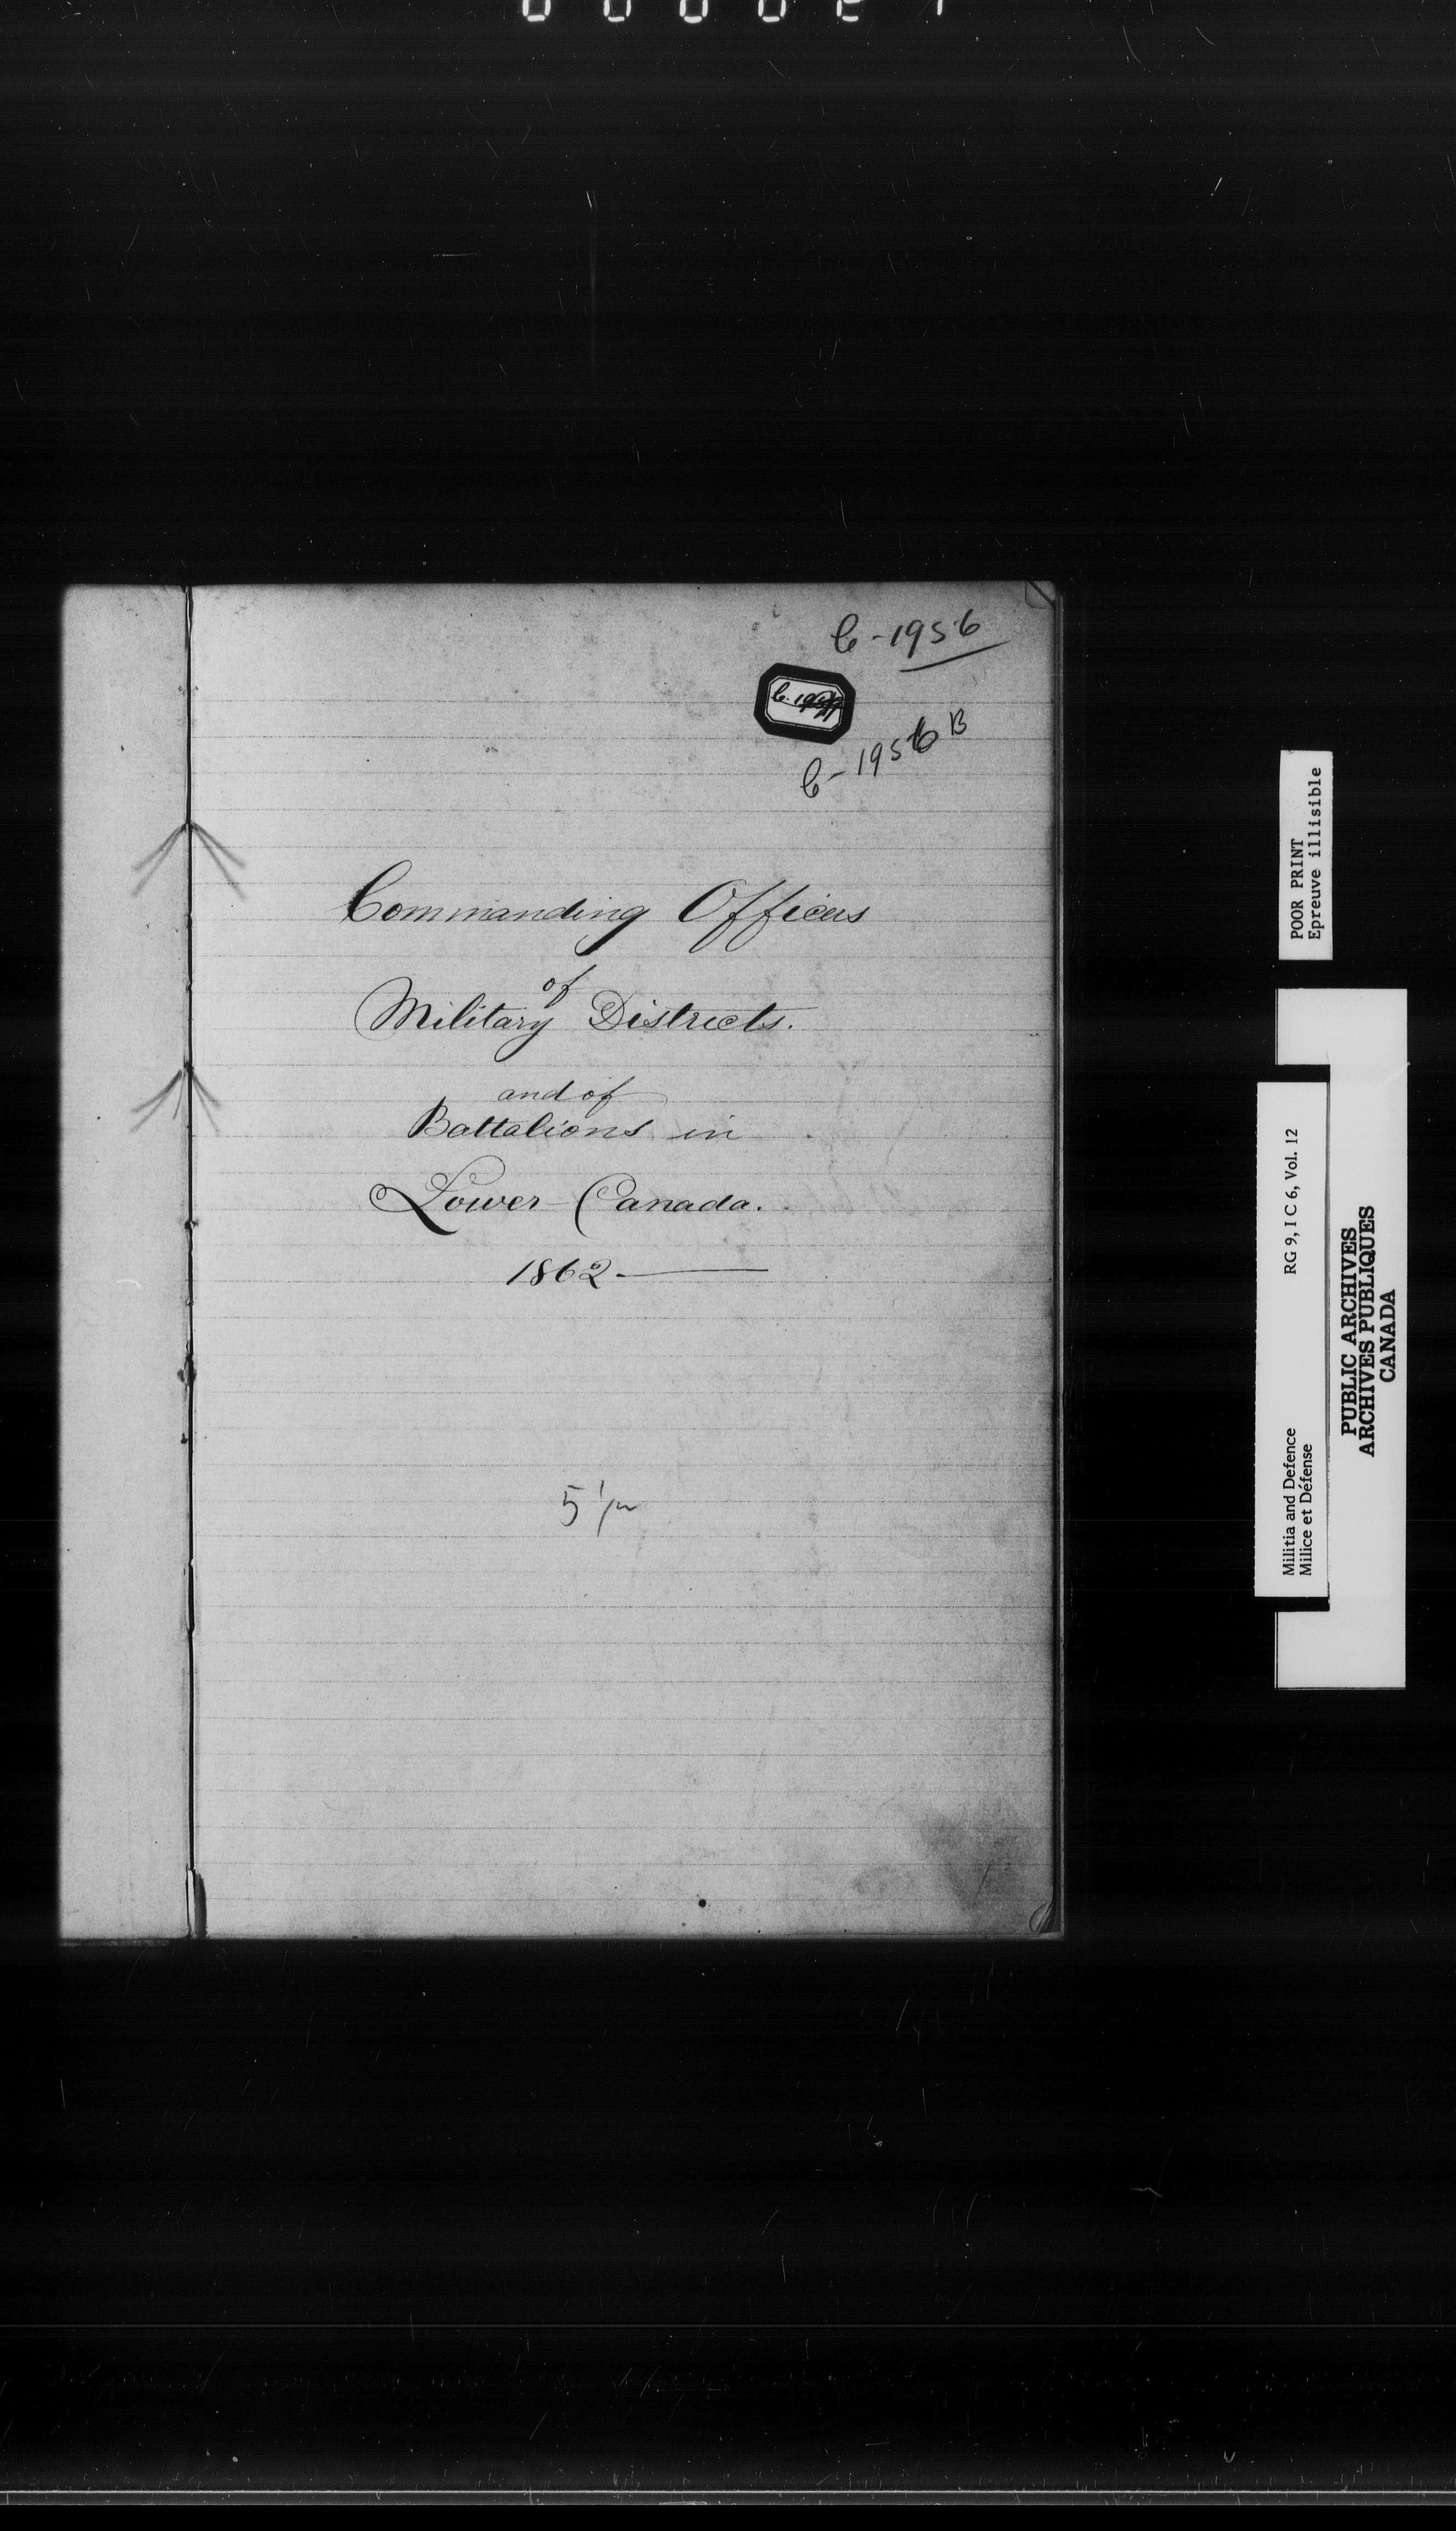 C-1956
C-1956 B
Commanding Officers
of
Military Districts.
and of
Battalions in
Lower Canada.
1862
5 1/2
POOR PRINT
Epreuve illisible
RG 9, I C 6, Vol. 12
Militia and Defence
Milice et Défense
PUBLIC ARCHIVES
ARCHIVES PUBLIQUES
CANADA